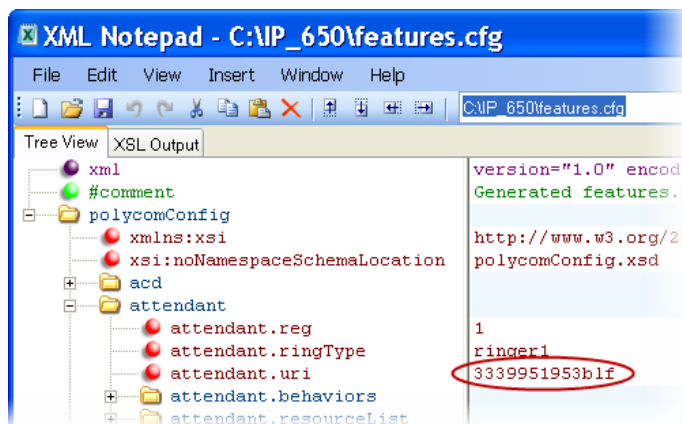 XML Notepad - C:\IP_650\features.cfg
File Edit View Insert Window Help
C:\IP_650\features.cfg
Tree View XSL Output
xml version="1.0" encod
#comment Generated features.
polycomConfig
xmlns:xsi http://www.w3.org/2
xsi:noNamespaceSchemaLocation polycomConfig.xsd
acd
attendant
attendant.reg 1
attendant.ringType ringer1
attendant.uri 3339951953blf
attendant.behaviors
attendant.resourceList